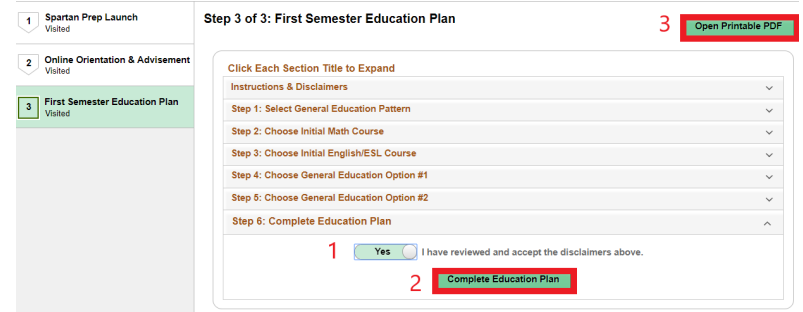 1 Spartan Prep Launch
Visited
2 Online Orientation & Advisement
Visited
3 First Semester Education Plan
Visited
Step 3 of 3: First Semester Education Plan
3 Open Printable PDF
Click Each Section Title to Expand
Instructions & Disclaimers
Step 1: Select General Education Pattern
Step 2: Choose Initial Math Course
Step 3: Choose Initial English/ESL Course
Step 4: Choose General Education Option #1
Step 5: Choose General Education Option #2
Step 6: Complete Education Plan
1 Yes I have reviewed and accept the disclaimers above.
2 Complete Education Plan